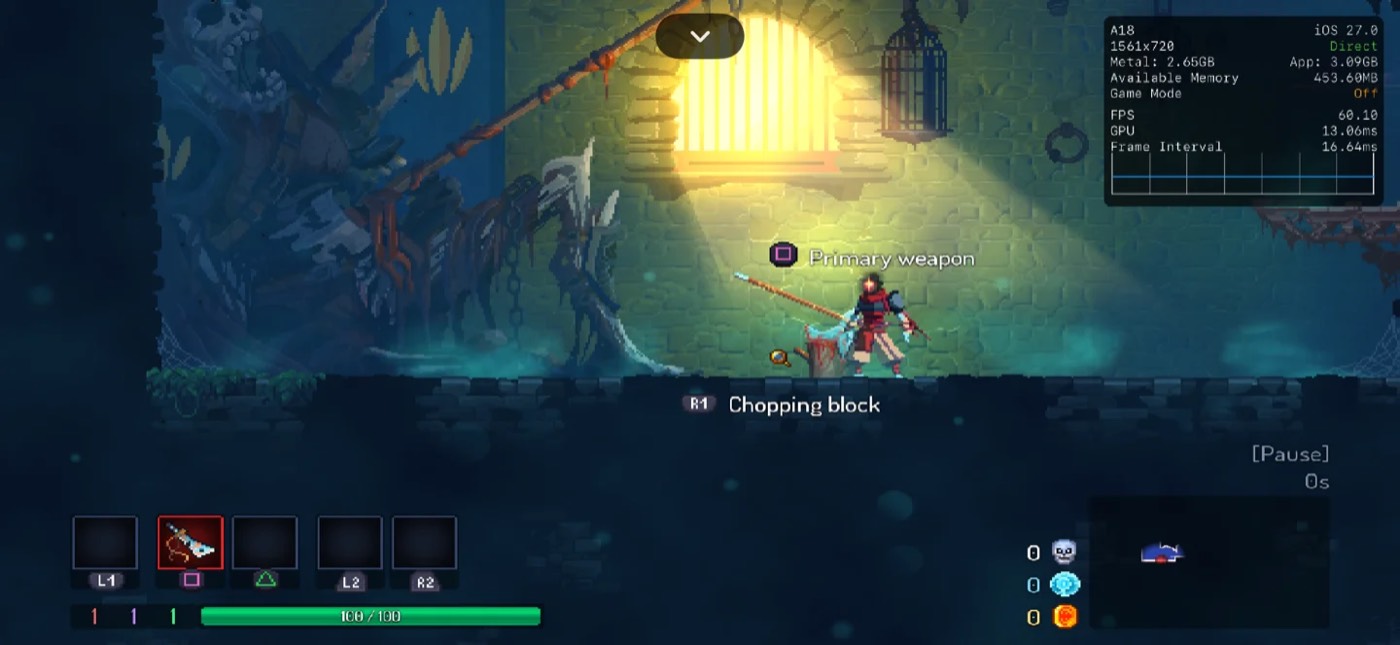 A18 iOS 27.0
1561x720 Direct
Metal: 2.65GB App: 3.09GB
Available Memory 453.60MB
Game Mode Off
FPS 60.10
GPU 13.06ms
Frame Interval 16.64ms
Primary weapon
R1 Chopping block
[Pause]
0s
L1 L2 R2
0
0
0
1 1 1 100 / 100